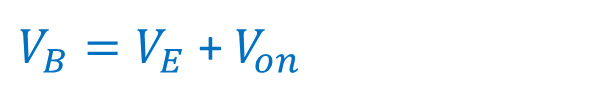 V_B = V_E + V_on